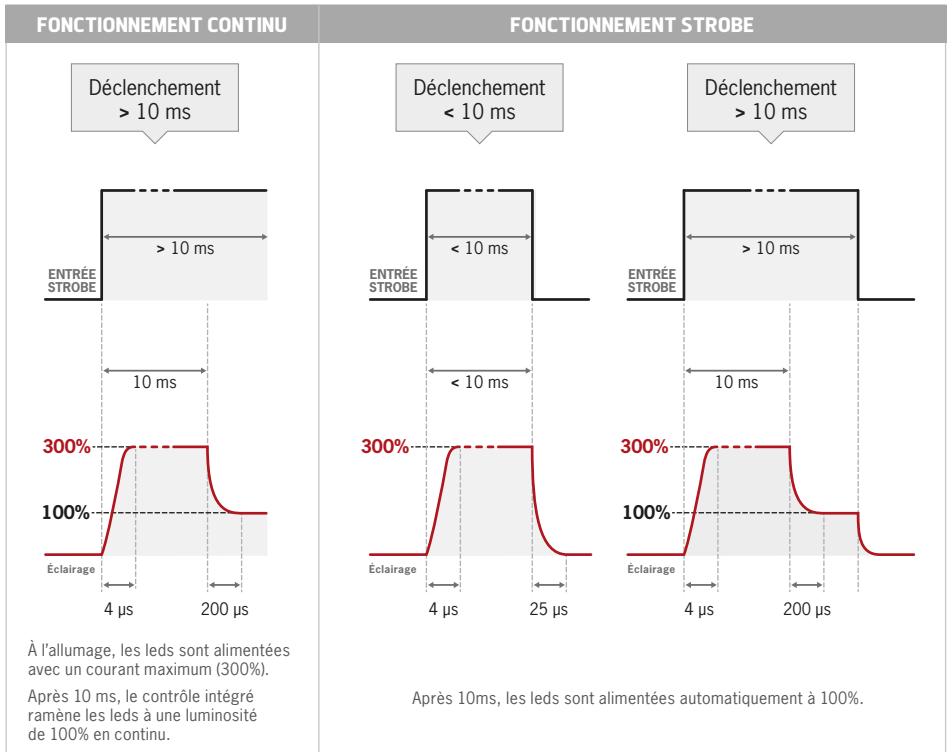 FONCTIONNEMENT CONTINU
FONCTIONNEMENT STROBE
Déclenchement
> 10 ms
Déclenchement
< 10 ms
Déclenchement
> 10 ms
> 10 ms
ENTRÉE
STROBE
< 10 ms
ENTRÉE
STROBE
> 10 ms
ENTRÉE
STROBE
10 ms
< 10 ms
10 ms
300%
100%
Éclairage
4 µs
200 µs
300%
Éclairage
4 µs
25 µs
300%
100%
Éclairage
4 µs
200 µs
À l'allumage, les leds sont alimentées
avec un courant maximum (300%).
Après 10 ms, le contrôle intégré
ramène les leds à une luminosité
de 100% en continu.
Après 10ms, les leds sont alimentées automatiquement à 100%.